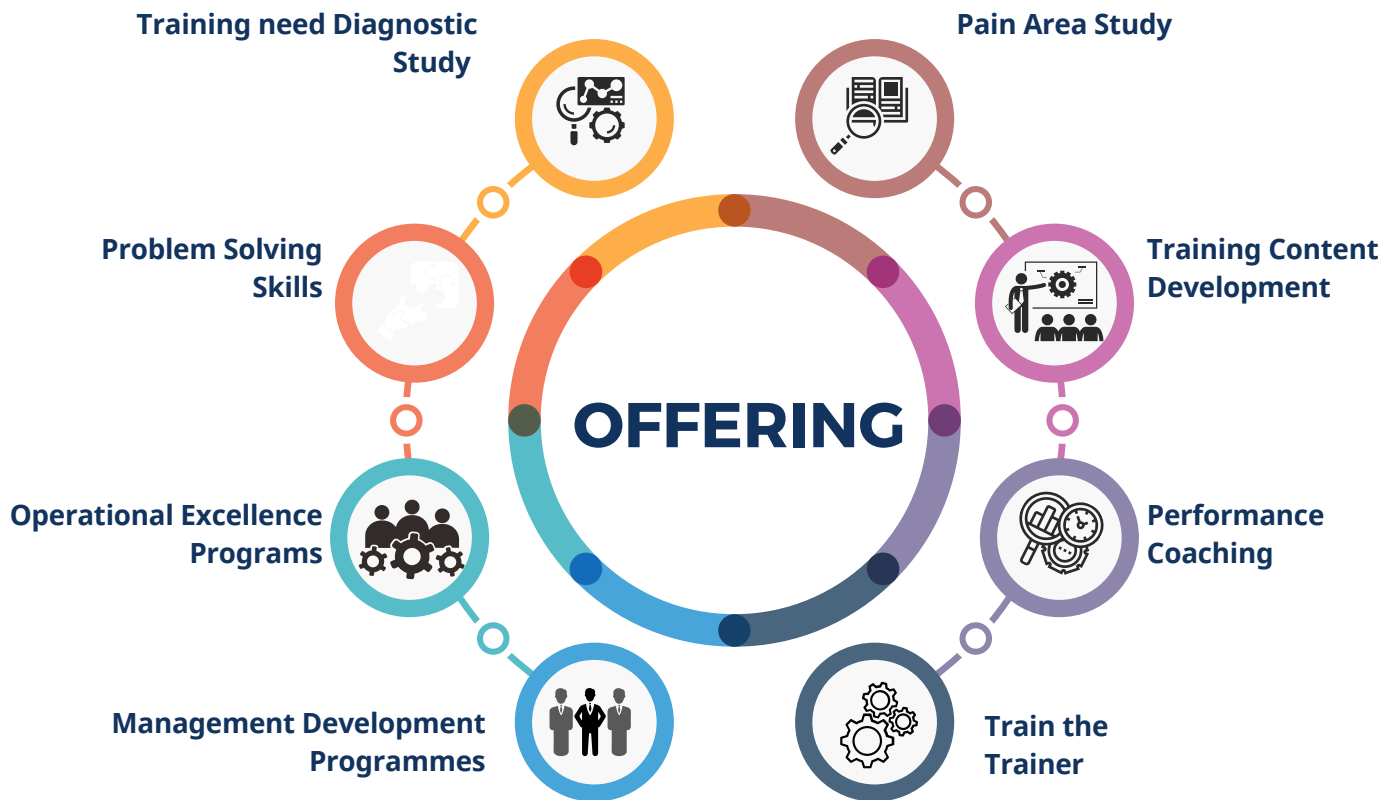 Training need Diagnostic
Study
Pain Area Study
Problem Solving
Skills
Training Content
Development
OFFERING
Operational Excellence
Programs
Performance
Coaching
Management Development
Programmes
Train the
Trainer